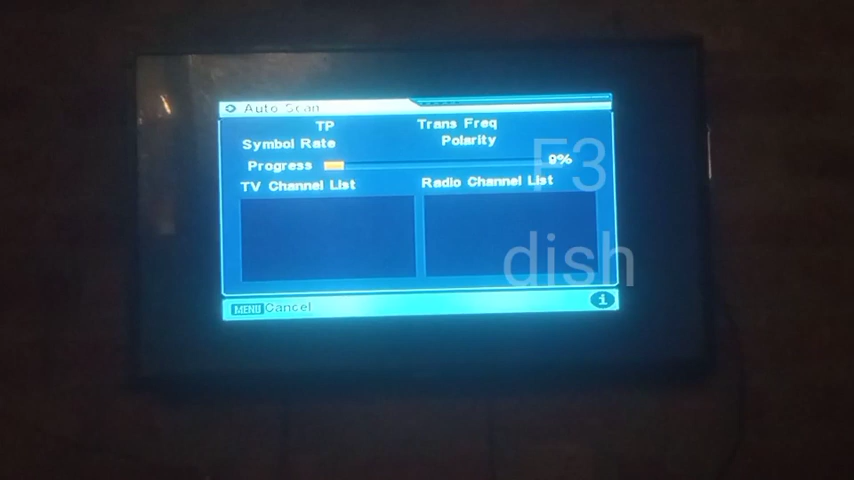 Auto Scan
TP Trans Freq
Symbol Rate Polarity
Progress 9%
TV Channel List Radio Channel List
MENU Cancel i
F3
dish